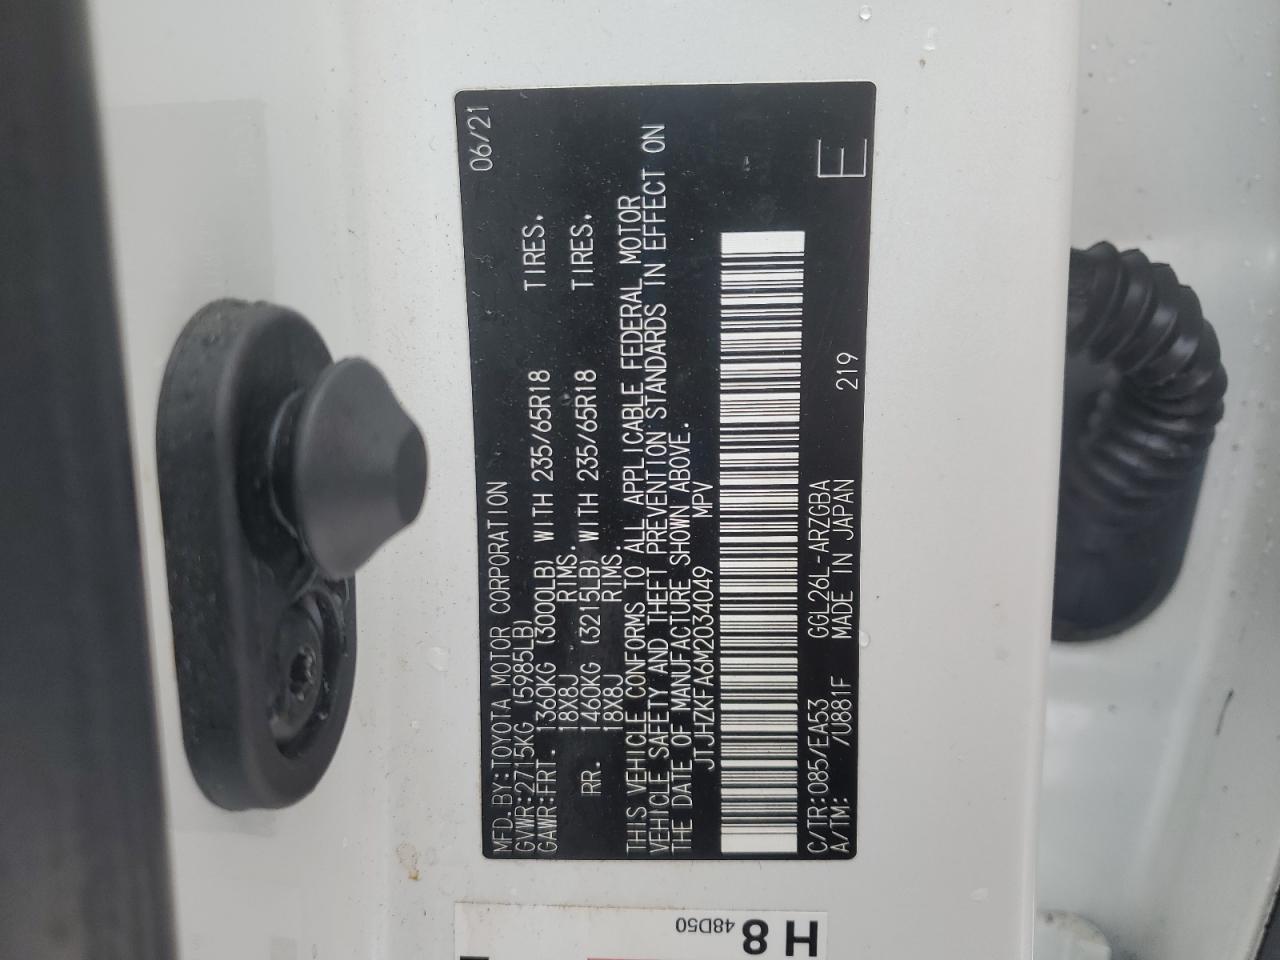 MFD. BY: TOYOTA MOTOR CORPORATION 06/21
GVWR: 2715KG (5985LB)
GAWR: FRT. 1360KG (3000LB) WITH 235/65R18 TIRES.
18X8J RIMS.
RR. 1460KG (3215LB) WITH 235/65R18 TIRES.
18X8J RIMS.
THIS VEHICLE CONFORMS TO ALL APPLICABLE FEDERAL MOTOR
VEHICLE SAFETY AND THEFT PREVENTION STANDARDS IN EFFECT ON
THE DATE OF MANUFACTURE SHOWN ABOVE.
JTJHZKFA6M2034049 MPV
C/TR: 085/EA53 GGL26L-ARZGBA
A/TM: /U881F MADE IN JAPAN 219 E
H8
48D50